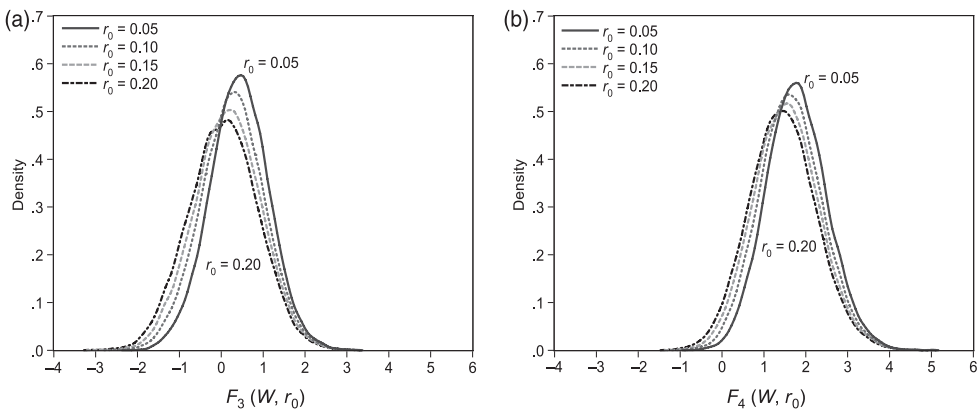 (a)
.7
.6
.5
.4
.3
.2
.1
.0
Density
r0 = 0.05
r0 = 0.10
r0 = 0.15
r0 = 0.20
r0 = 0.05
r0 = 0.20
–4 –3 –2 –1 0 1 2 3 4 5 6
F3 (W, r0)
(b)
.7
.6
.5
.4
.3
.2
.1
.0
Density
r0 = 0.05
r0 = 0.10
r0 = 0.15
r0 = 0.20
r0 = 0.05
r0 = 0.20
–4 –3 –2 –1 0 1 2 3 4 5 6
F4 (W, r0)